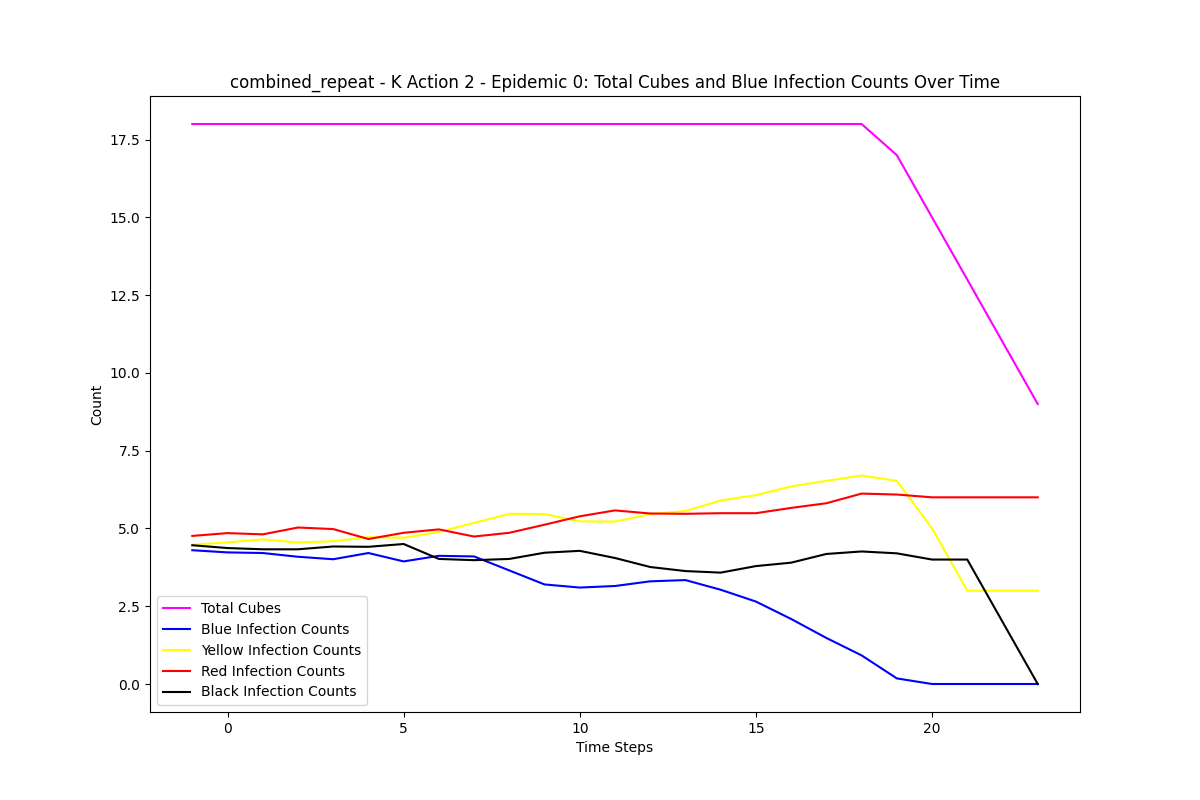 combined_repeat - K Action 2 - Epidemic 0: Total Cubes and Blue Infection Counts Over Time
17.5
15.0
12.5
10.0
7.5
5.0
2.5
0.0
Count
Total Cubes
Blue Infection Counts
Yellow Infection Counts
Red Infection Counts
Black Infection Counts
0 5 10 15 20
Time Steps